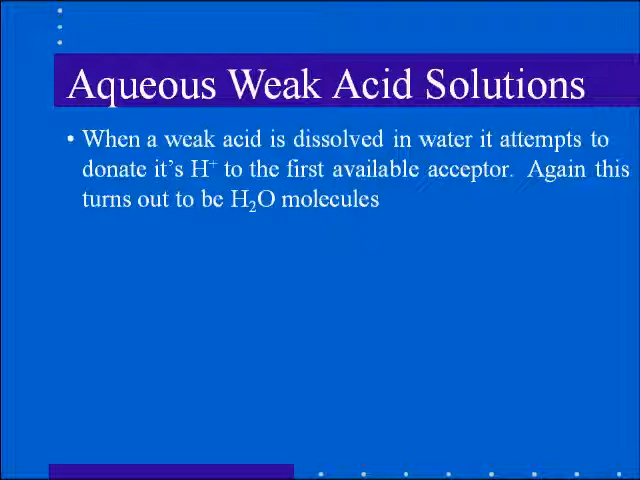 Aqueous Weak Acid Solutions
• When a weak acid is dissolved in water it attempts to
donate it's H⁺ to the first available acceptor. Again this
turns out to be H₂O molecules